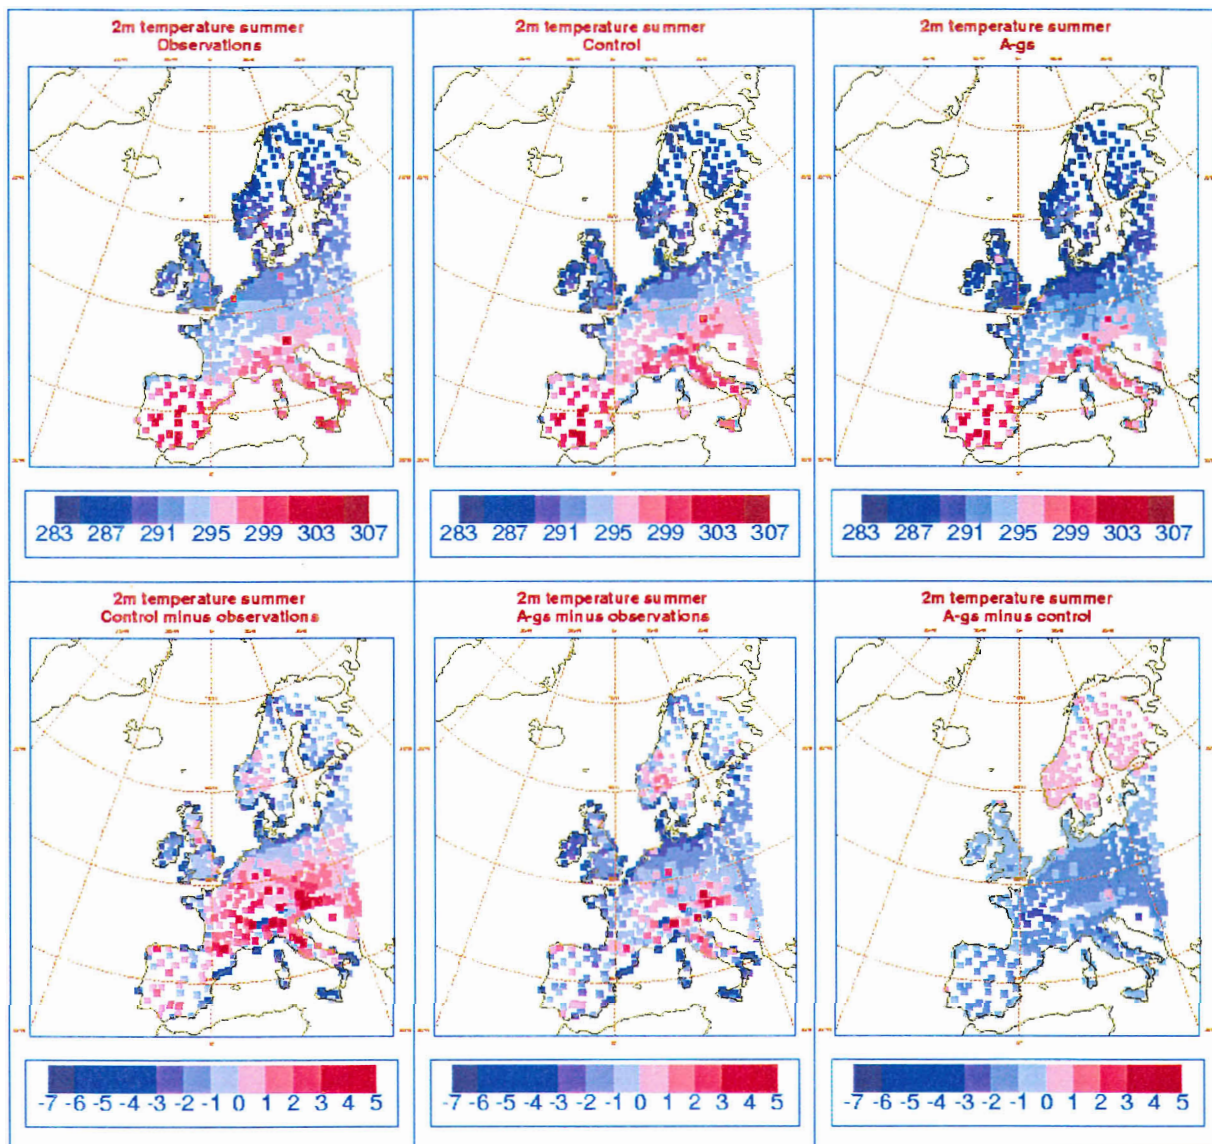 2m temperature summer
Observations
2m temperature summer
Control
2m temperature summer
A-gs
283 287 291 295 299 303 307
283 287 291 295 299 303 307
283 287 291 295 299 303 307
2m temperature summer
Control minus observations
2m temperature summer
A-gs minus observations
2m temperature summer
A-gs minus control
-7 -6 -5 -4 -3 -2 -1 0 1 2 3 4 5
-7 -6 -5 -4 -3 -2 -1 0 1 2 3 4 5
-7 -6 -5 -4 -3 -2 -1 0 1 2 3 4 5